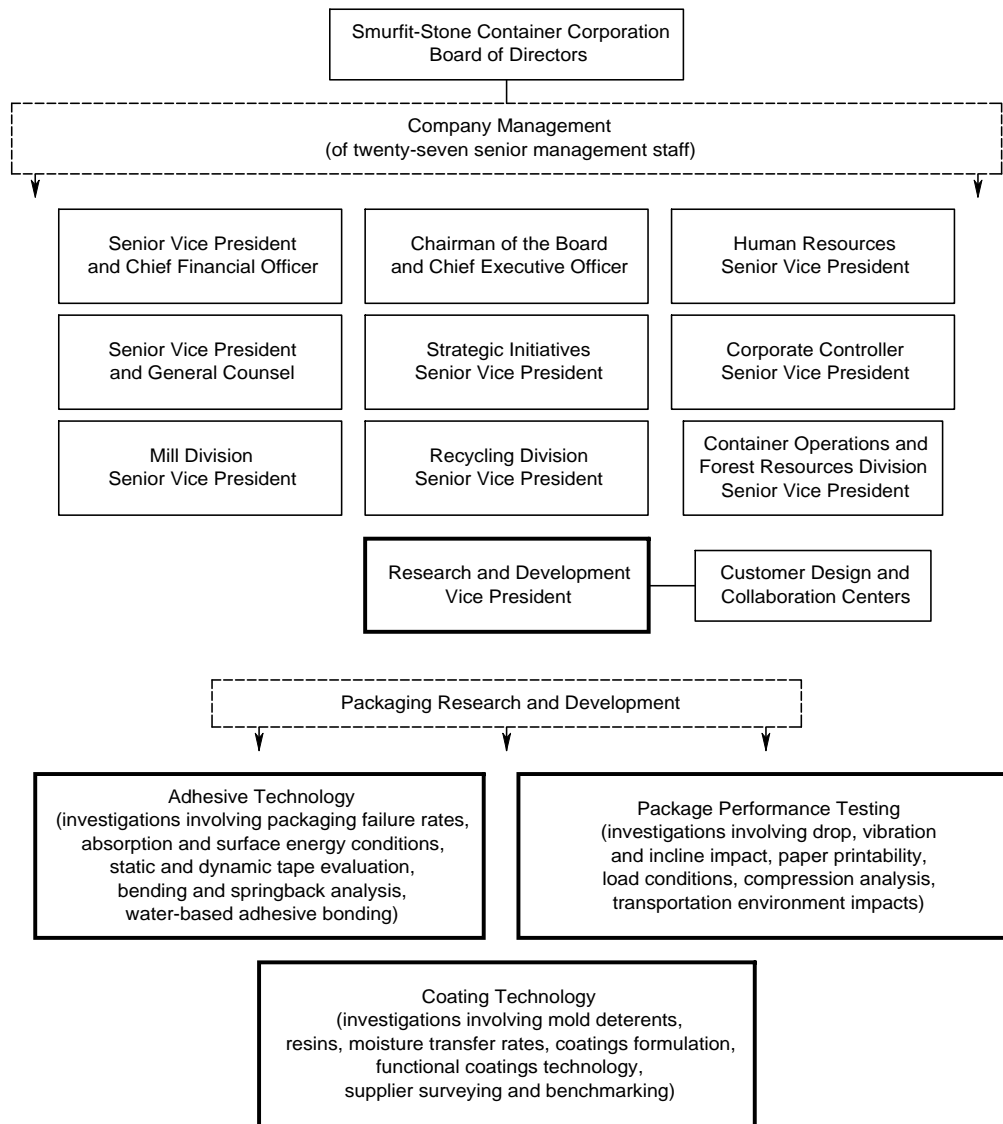 Smurfit-Stone Container Corporation
Board of Directors
Company Management
(of twenty-seven senior management staff)
Senior Vice President
and Chief Financial Officer
Chairman of the Board
and Chief Executive Officer
Human Resources
Senior Vice President
Senior Vice President
and General Counsel
Strategic Initiatives
Senior Vice President
Corporate Controller
Senior Vice President
Mill Division
Senior Vice President
Recycling Division
Senior Vice President
Container Operations and
Forest Resources Division
Senior Vice President
Research and Development
Vice President
Customer Design and
Collaboration Centers
Packaging Research and Development
Adhesive Technology
(investigations involving packaging failure rates,
absorption and surface energy conditions,
static and dynamic tape evaluation,
bending and springback analysis,
water-based adhesive bonding)
Package Performance Testing
(investigations involving drop, vibration
and incline impact, paper printability,
load conditions, compression analysis,
transportation environment impacts)
Coating Technology
(investigations involving mold deterents,
resins, moisture transfer rates, coatings formulation,
functional coatings technology,
supplier surveying and benchmarking)